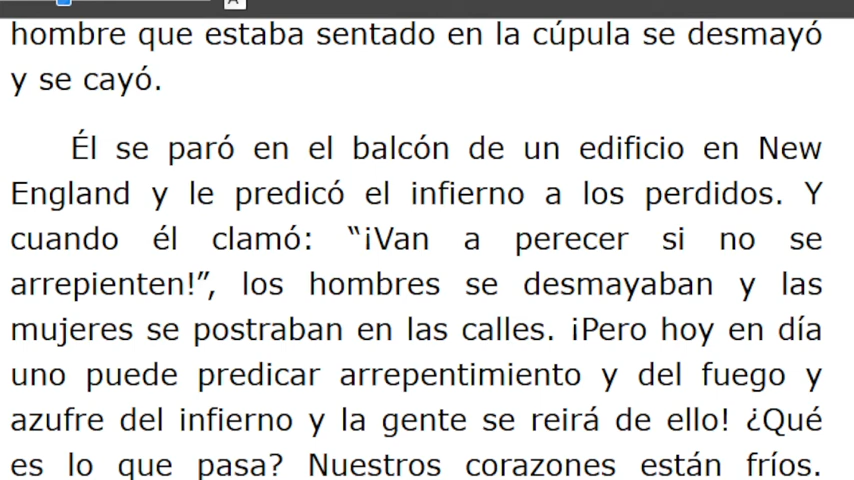 A
hombre que estaba sentado en la cúpula se desmayó
y se cayó.
Él se paró en el balcón de un edificio en New
England y le predicó el infierno a los perdidos. Y
cuando él clamó: “¡Van a perecer si no se
arrepienten!”, los hombres se desmayaban y las
mujeres se postraban en las calles. ¡Pero hoy en día
uno puede predicar arrepentimiento y del fuego y
azufre del infierno y la gente se reirá de ello! ¿Qué
es lo que pasa? Nuestros corazones están fríos.